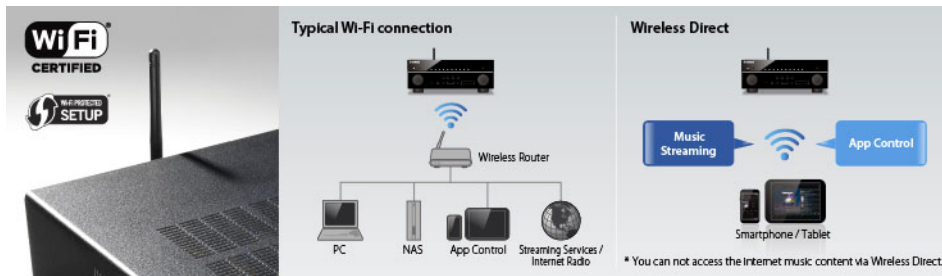 Wi Fi
CERTIFIED
Wi-Fi PROTECTED
SETUP
Typical Wi-Fi connection
Wireless Router
PC
NAS
App Control
Streaming Services /
Internet Radio
Wireless Direct
Music
Streaming
App Control
Smartphone / Tablet
* You can not access the internet music content via Wireless Direct.